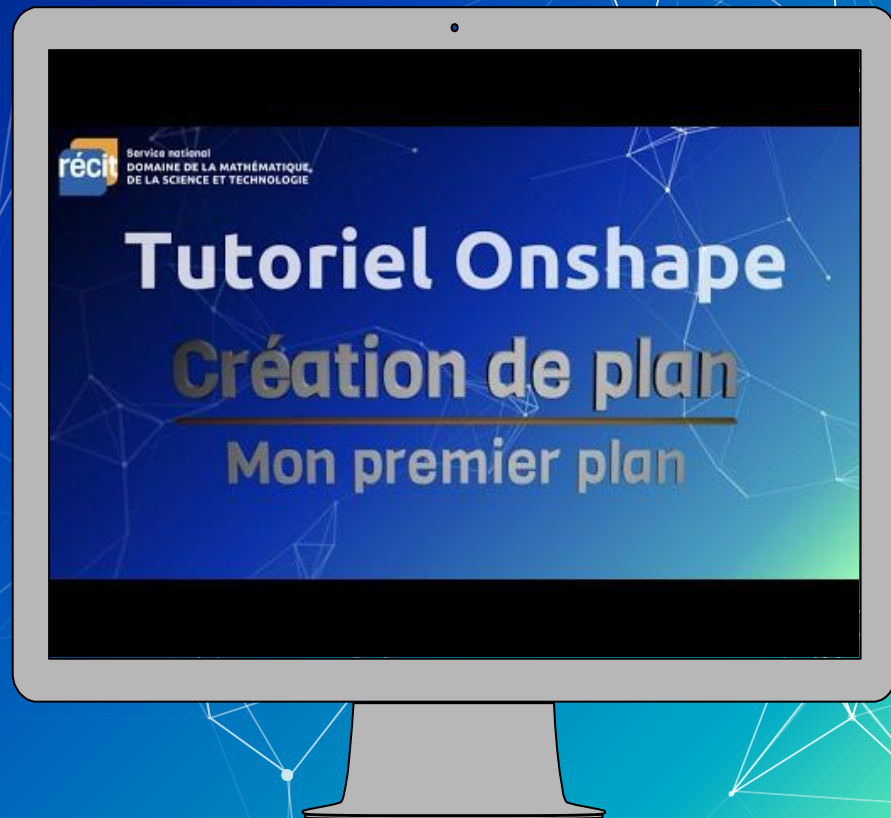 récit
Service national
DOMAINE DE LA MATHÉMATIQUE,
DE LA SCIENCE ET TECHNOLOGIE
Tutoriel Onshape
Création de plan
Mon premier plan